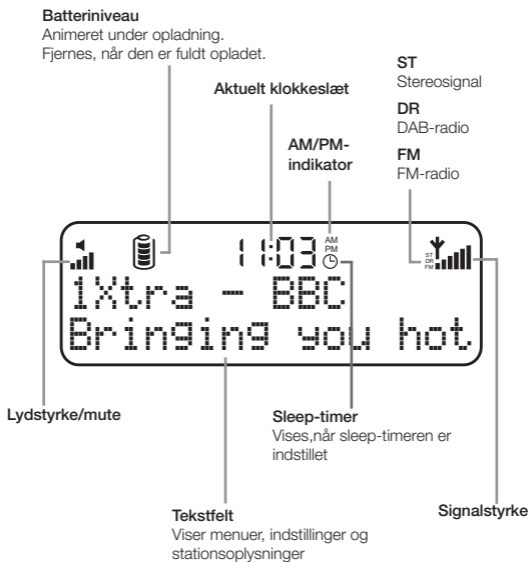 Batteriniveau
Animeret under opladning.
Fjernes, når den er fuldt opladet.
Aktuelt klokkeslæt
AM/PM-
indikator
ST
Stereosignal
DR
DAB-radio
FM
FM-radio
11:03
AM
PM
ST
DR
FM
1Xtra - BBC
Bringing you hot
Lydstyrke/mute
Sleep-timer
Vises,når sleep-timeren er
indstillet
Signalstyrke
Tekstfelt
Viser menuer, indstillinger og
stationsoplysninger